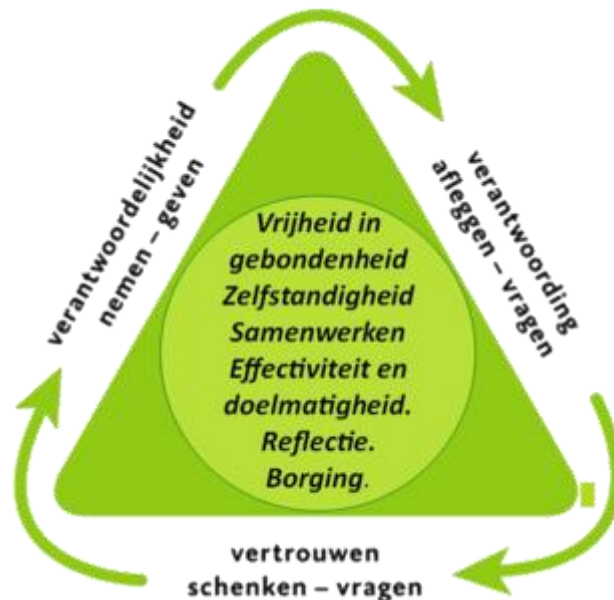 verantwoordelijkheid
nemen – geven
verantwoording
afleggen – vragen
Vrijheid in
gebondenheid
Zelfstandigheid
Samenwerken
Effectiviteit en
doelmatigheid.
Reflectie.
Borging.
vertrouwen
schenken – vragen